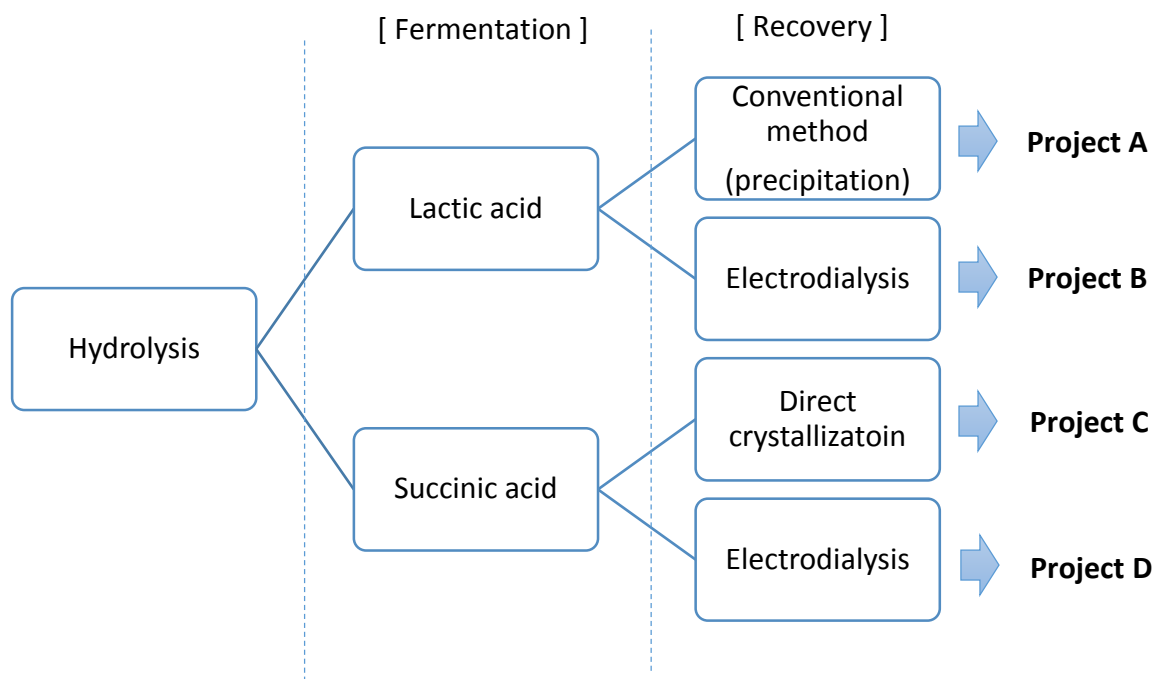 [ Fermentation ]
[ Recovery ]
Conventional
method
(precipitation)
Project A
Lactic acid
Electrodialysis
Project B
Hydrolysis
Direct
crystallizatoin
Project C
Succinic acid
Electrodialysis
Project D